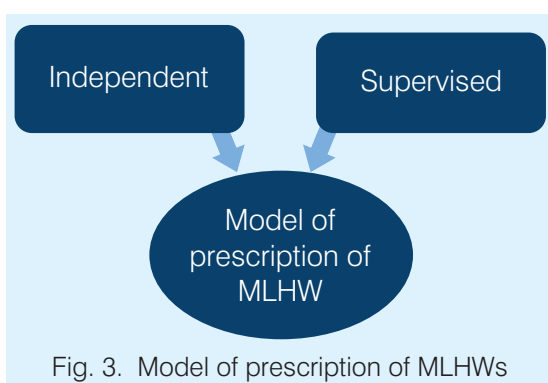 Independent
Supervised
Model of
prescription of
MLHW
Fig. 3. Model of prescription of MLHWs